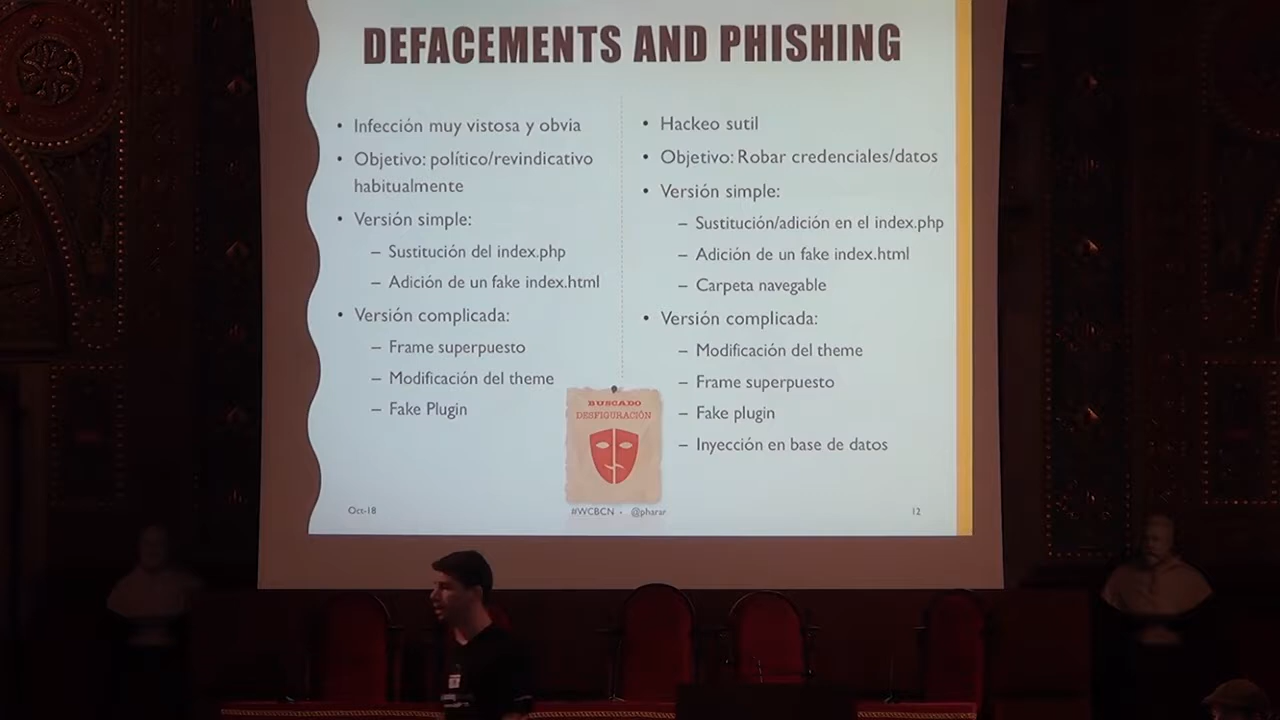 DEFACEMENTS AND PHISHING
• Infección muy vistosa y obvia
• Objetivo: político/revindicativo
habitualmente
• Versión simple:
– Sustitución del index.php
– Adición de un fake index.html
• Versión complicada:
– Frame superpuesto
– Modificación del theme
– Fake Plugin
• Hackeo sutil
• Objetivo: Robar credenciales/datos
• Versión simple:
– Sustitución/adición en el index.php
– Adición de un fake index.html
– Carpeta navegable
• Versión complicada:
– Modificación del theme
– Frame superpuesto
– Fake plugin
– Inyección en base de datos
BUSCADO
DESFIGURACIÓN
Oct-18
#WCBCN - @pharar
12